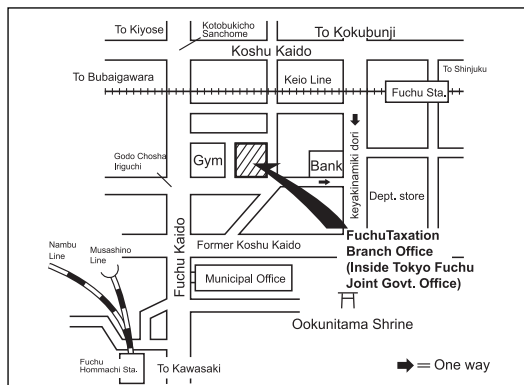 To Kiyose
Kotobukicho
Sanchome
To Kokubunji
Koshu Kaido
To Bubaigawara
Keio Line
To Shinjuku
Fuchu Sta.
Godo Chosha
Iriguchi
Gym
Bank
keyakinamiki dori
Dept. store
FuchuTaxation
Branch Office
(Inside Tokyo Fuchu
Joint Govt. Office)
Fuchu Kaido
Former Koshu Kaido
Nambu
Line
Musashino
Line
Municipal Office
Ookunitama Shrine
Fuchu
Hommachi Sta.
To Kawasaki
= One way